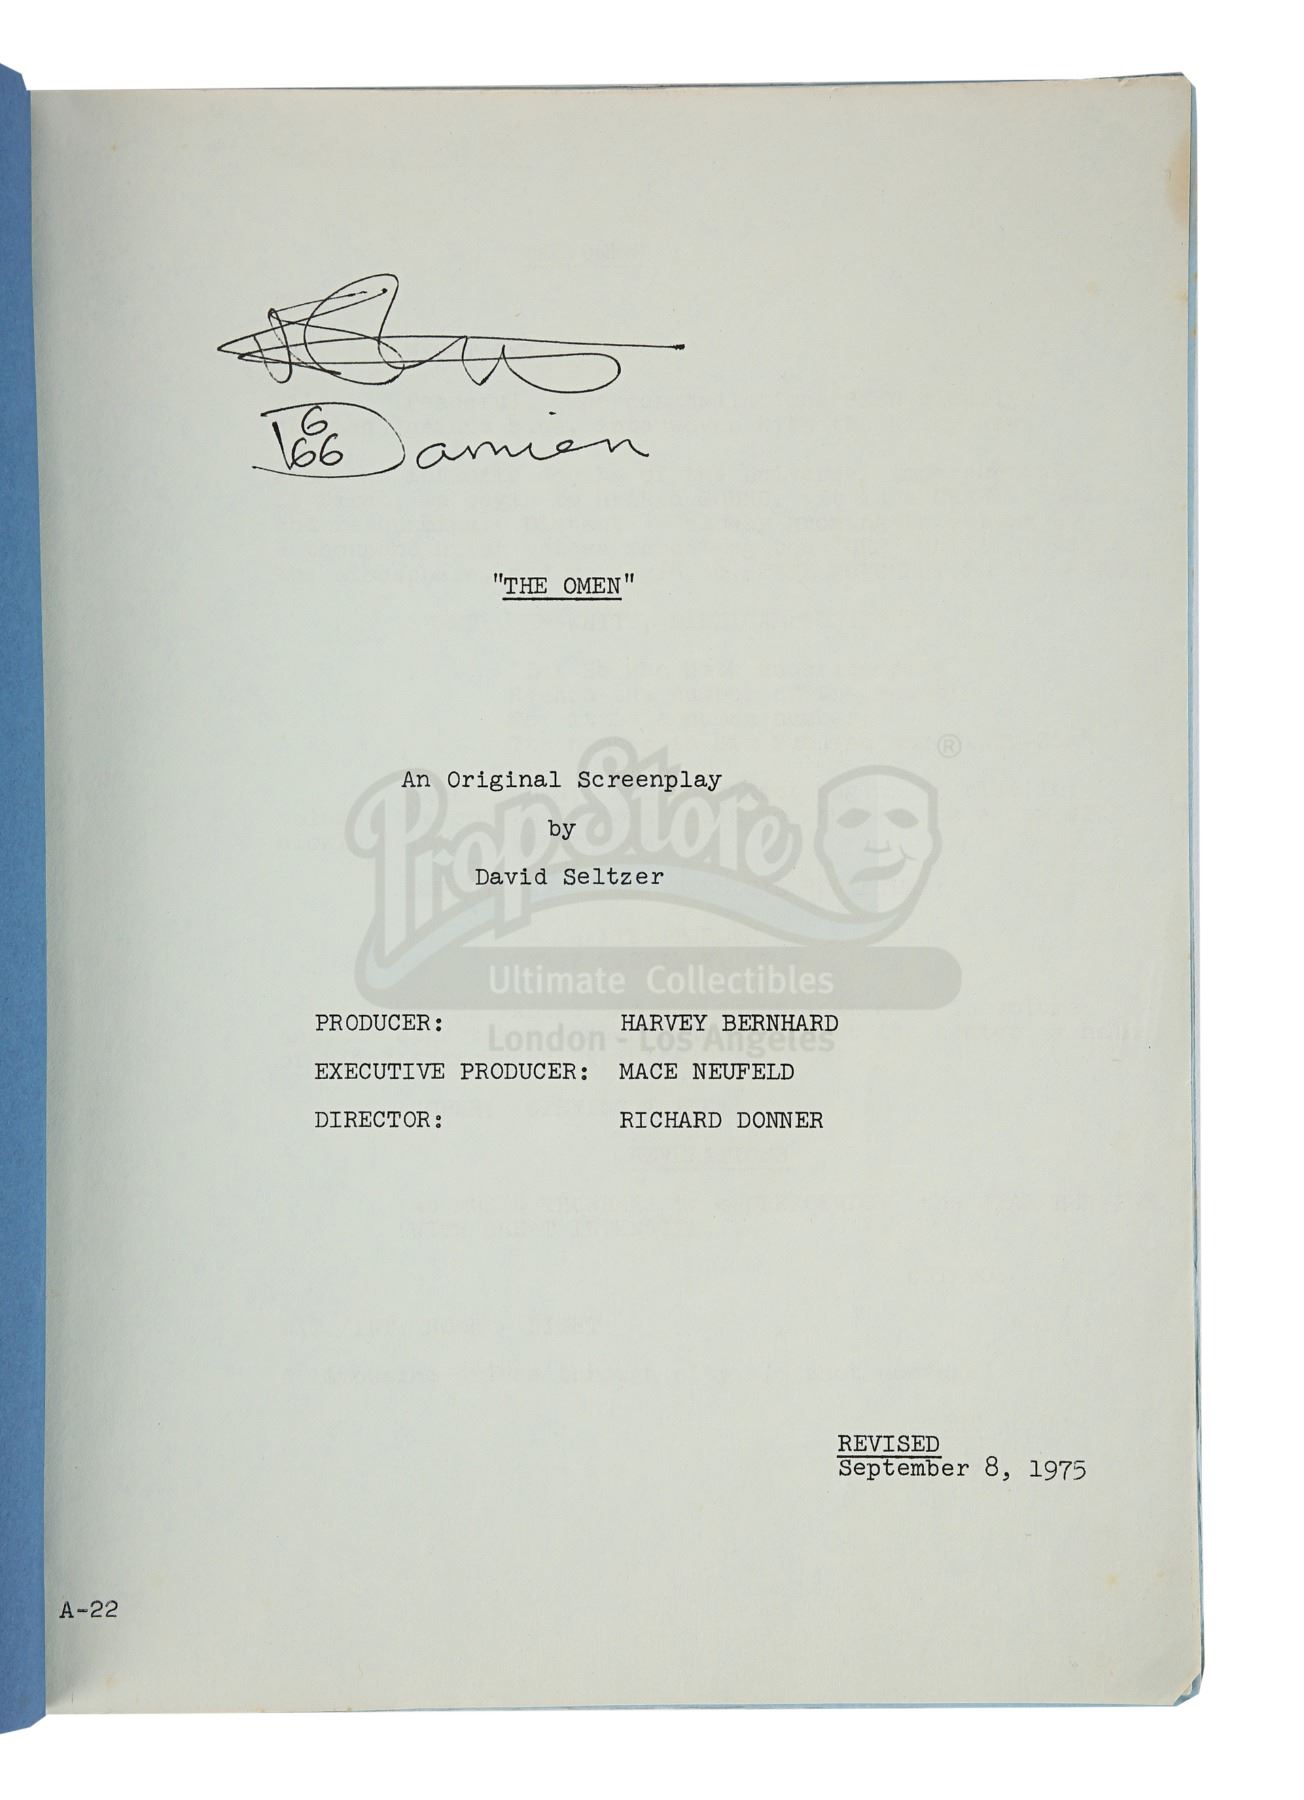 666
Damien
"THE OMEN"
An Original Screenplay
by
David Seltzer
PropStore ®
Ultimate Collectibles
PRODUCER: HARVEY BERNHARD
London - Los Angeles
EXECUTIVE PRODUCER: MACE NEUFELD
DIRECTOR: RICHARD DONNER
REVISED
September 8, 1975
A-22